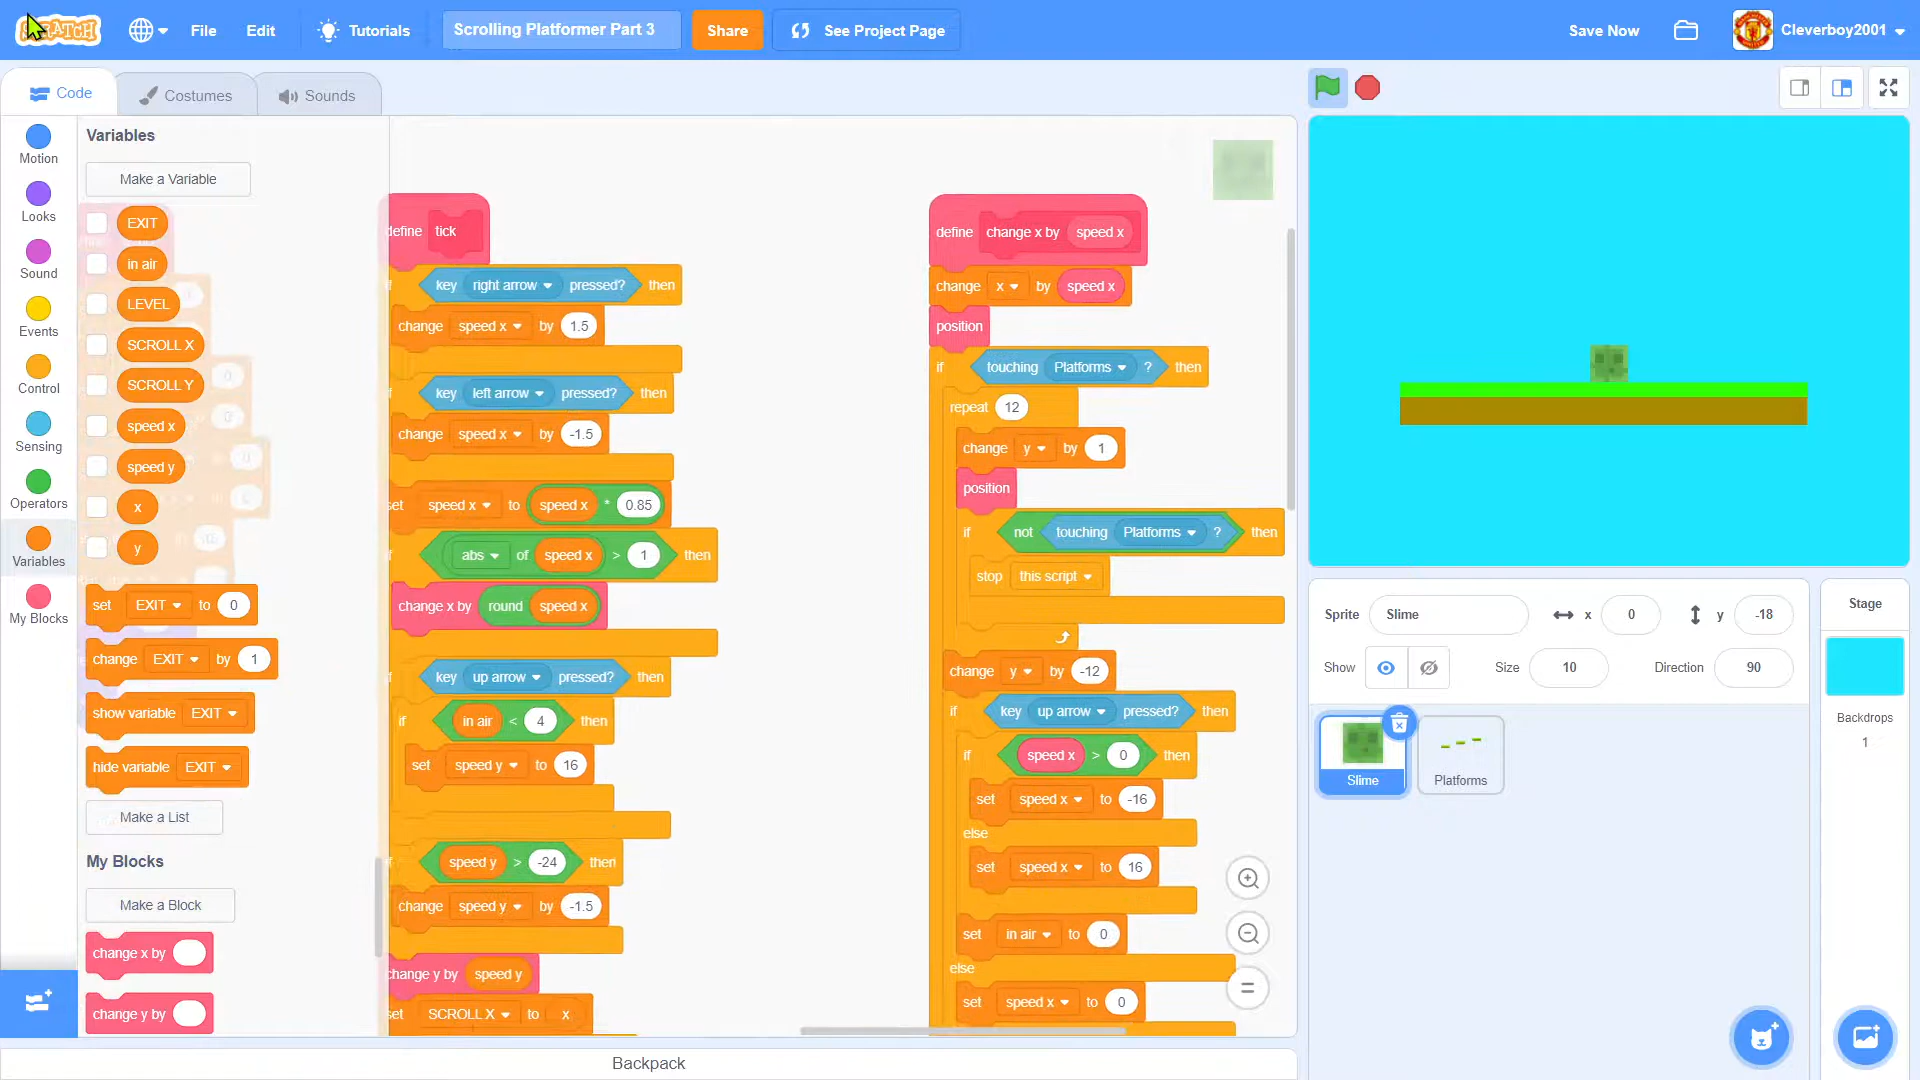 SCRATCH
File
Edit
Tutorials
Scrolling Platformer Part 3
Share
See Project Page
Save Now
Cleverboy2001
Code
Costumes
Sounds
Motion
Looks
Sound
Events
Control
Sensing
Operators
Variables
My Blocks
Variables
Make a Variable
EXIT
in air
LEVEL
SCROLL X
SCROLL Y
speed x
speed y
x
y
set EXIT to 0
change EXIT by 1
show variable EXIT
hide variable EXIT
Make a List
My Blocks
Make a Block
change x by
change y by
define tick
key right arrow pressed? then
change speed x by 1.5
key left arrow pressed? then
change speed x by -1.5
set speed x to speed x * 0.85
abs of speed x > 1 then
change x by round speed x
key up arrow pressed? then
if in air < 4 then
set speed y to 16
speed y > -24 then
change speed y by -1.5
change y by speed y
set SCROLL X to x
define change x by speed x
change x by speed x
position
if touching Platforms ? then
repeat 12
change y by 1
position
if not touching Platforms ? then
stop this script
change y by -12
if key up arrow pressed? then
if speed x > 0 then
set speed x to -16
else
set speed x to 16
set in air to 0
else
set speed x to 0
Backpack
Sprite Slime x 0 y -18
Show Size 10 Direction 90
Slime
Platforms
Stage
Backdrops
1